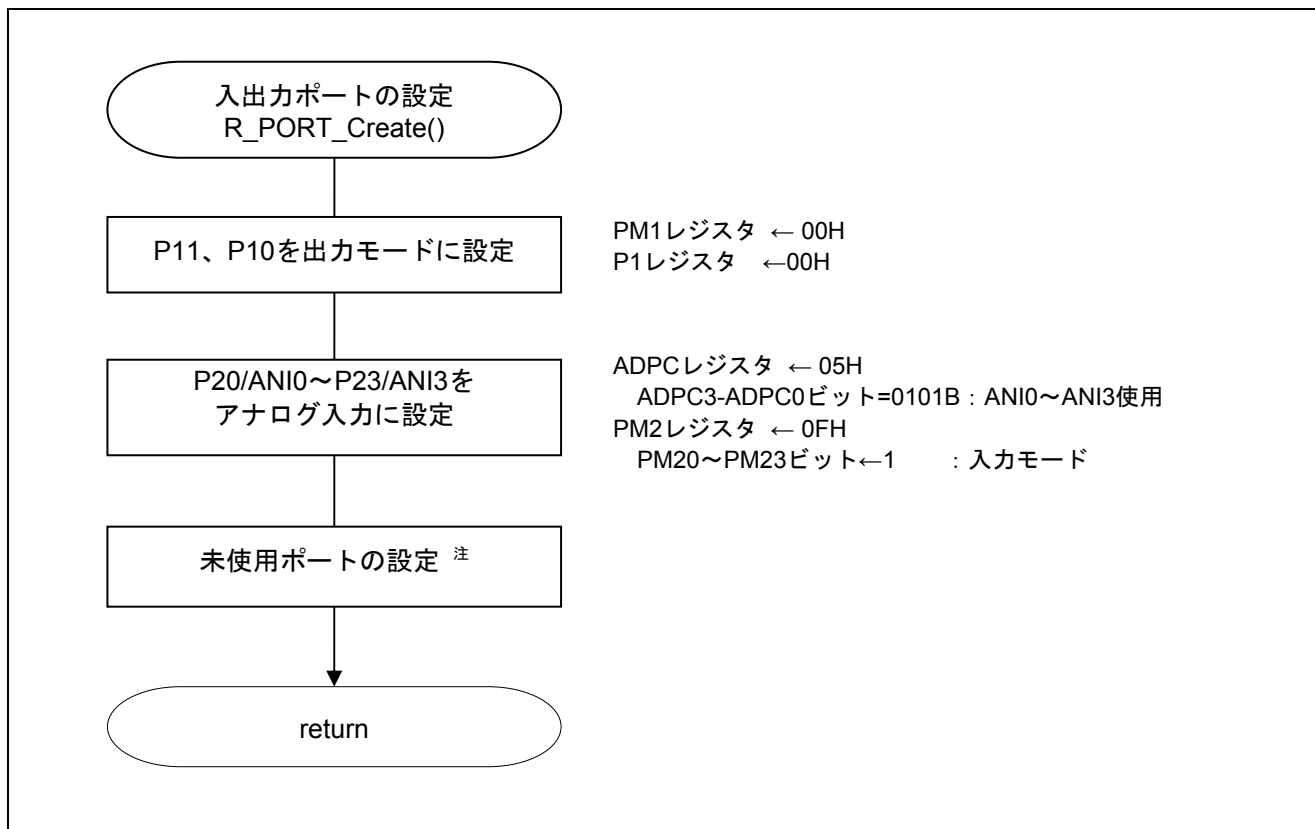 入出力ポートの設定
R_PORT_Create()
P11、P10を出力モードに設定
PM1レジスタ ← 00H
P1レジスタ ←00H
P20/ANI0～P23/ANI3を
アナログ入力に設定
ADPCレジスタ ← 05H
ADPC3-ADPC0ビット=0101B：ANI0～ANI3使用
PM2レジスタ ← 0FH
PM20～PM23ビット←1 ：入力モード
未使用ポートの設定 注
return